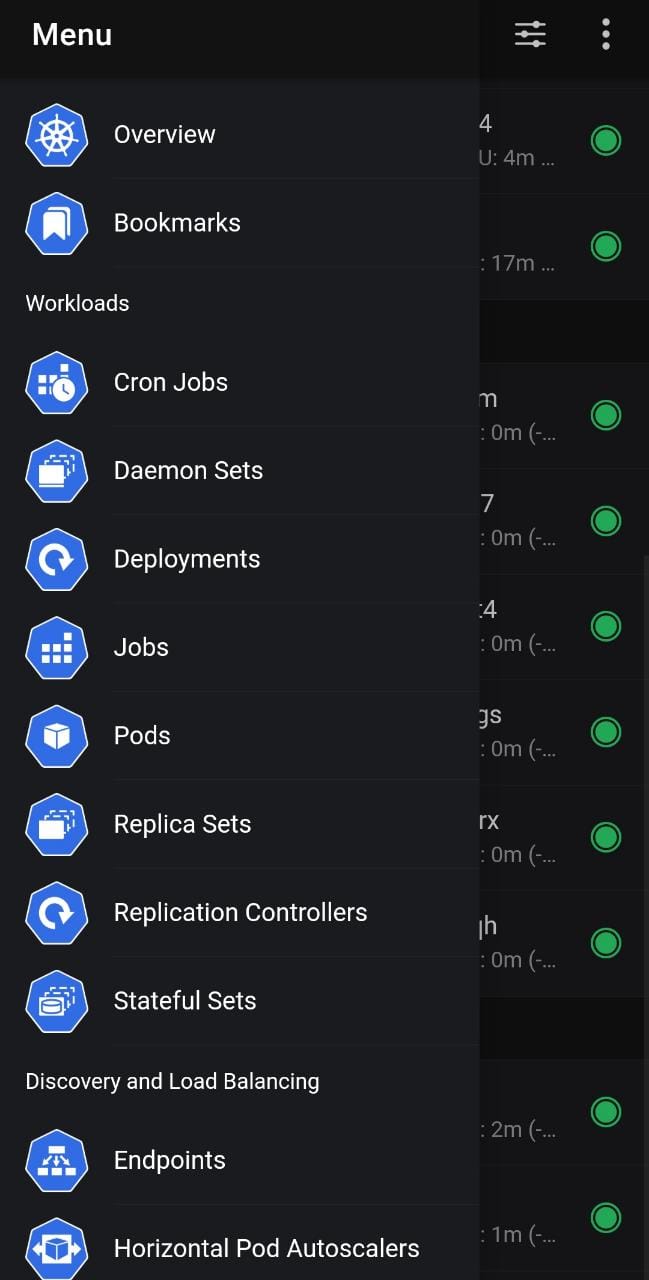 Menu
Overview
Bookmarks
Workloads
Cron Jobs
Daemon Sets
Deployments
Jobs
Pods
Replica Sets
Replication Controllers
Stateful Sets
Discovery and Load Balancing
Endpoints
Horizontal Pod Autoscalers
4
U: 4m ...
: 17m ...
m
: 0m (-...
7
: 0m (-...
t4
: 0m (-...
gs
: 0m (-...
rx
: 0m (-...
: 0m (-...
: 2m (-...
: 1m (-...